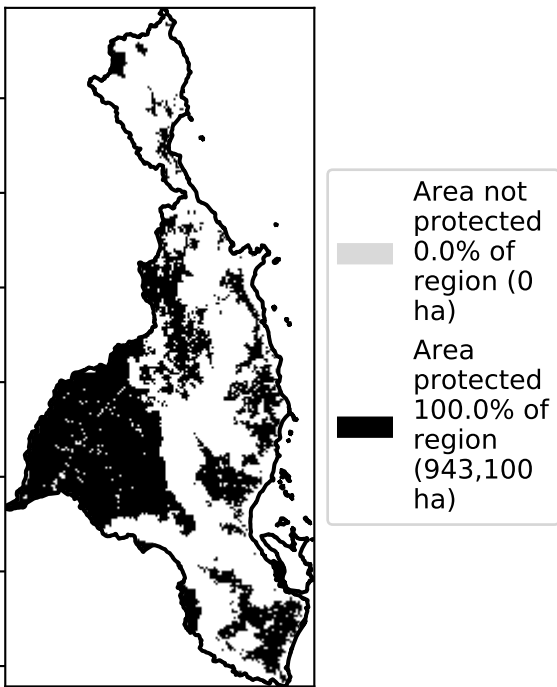 Area not
protected
0.0% of
region (0
ha)
Area
protected
100.0% of
region
(943,100
ha)